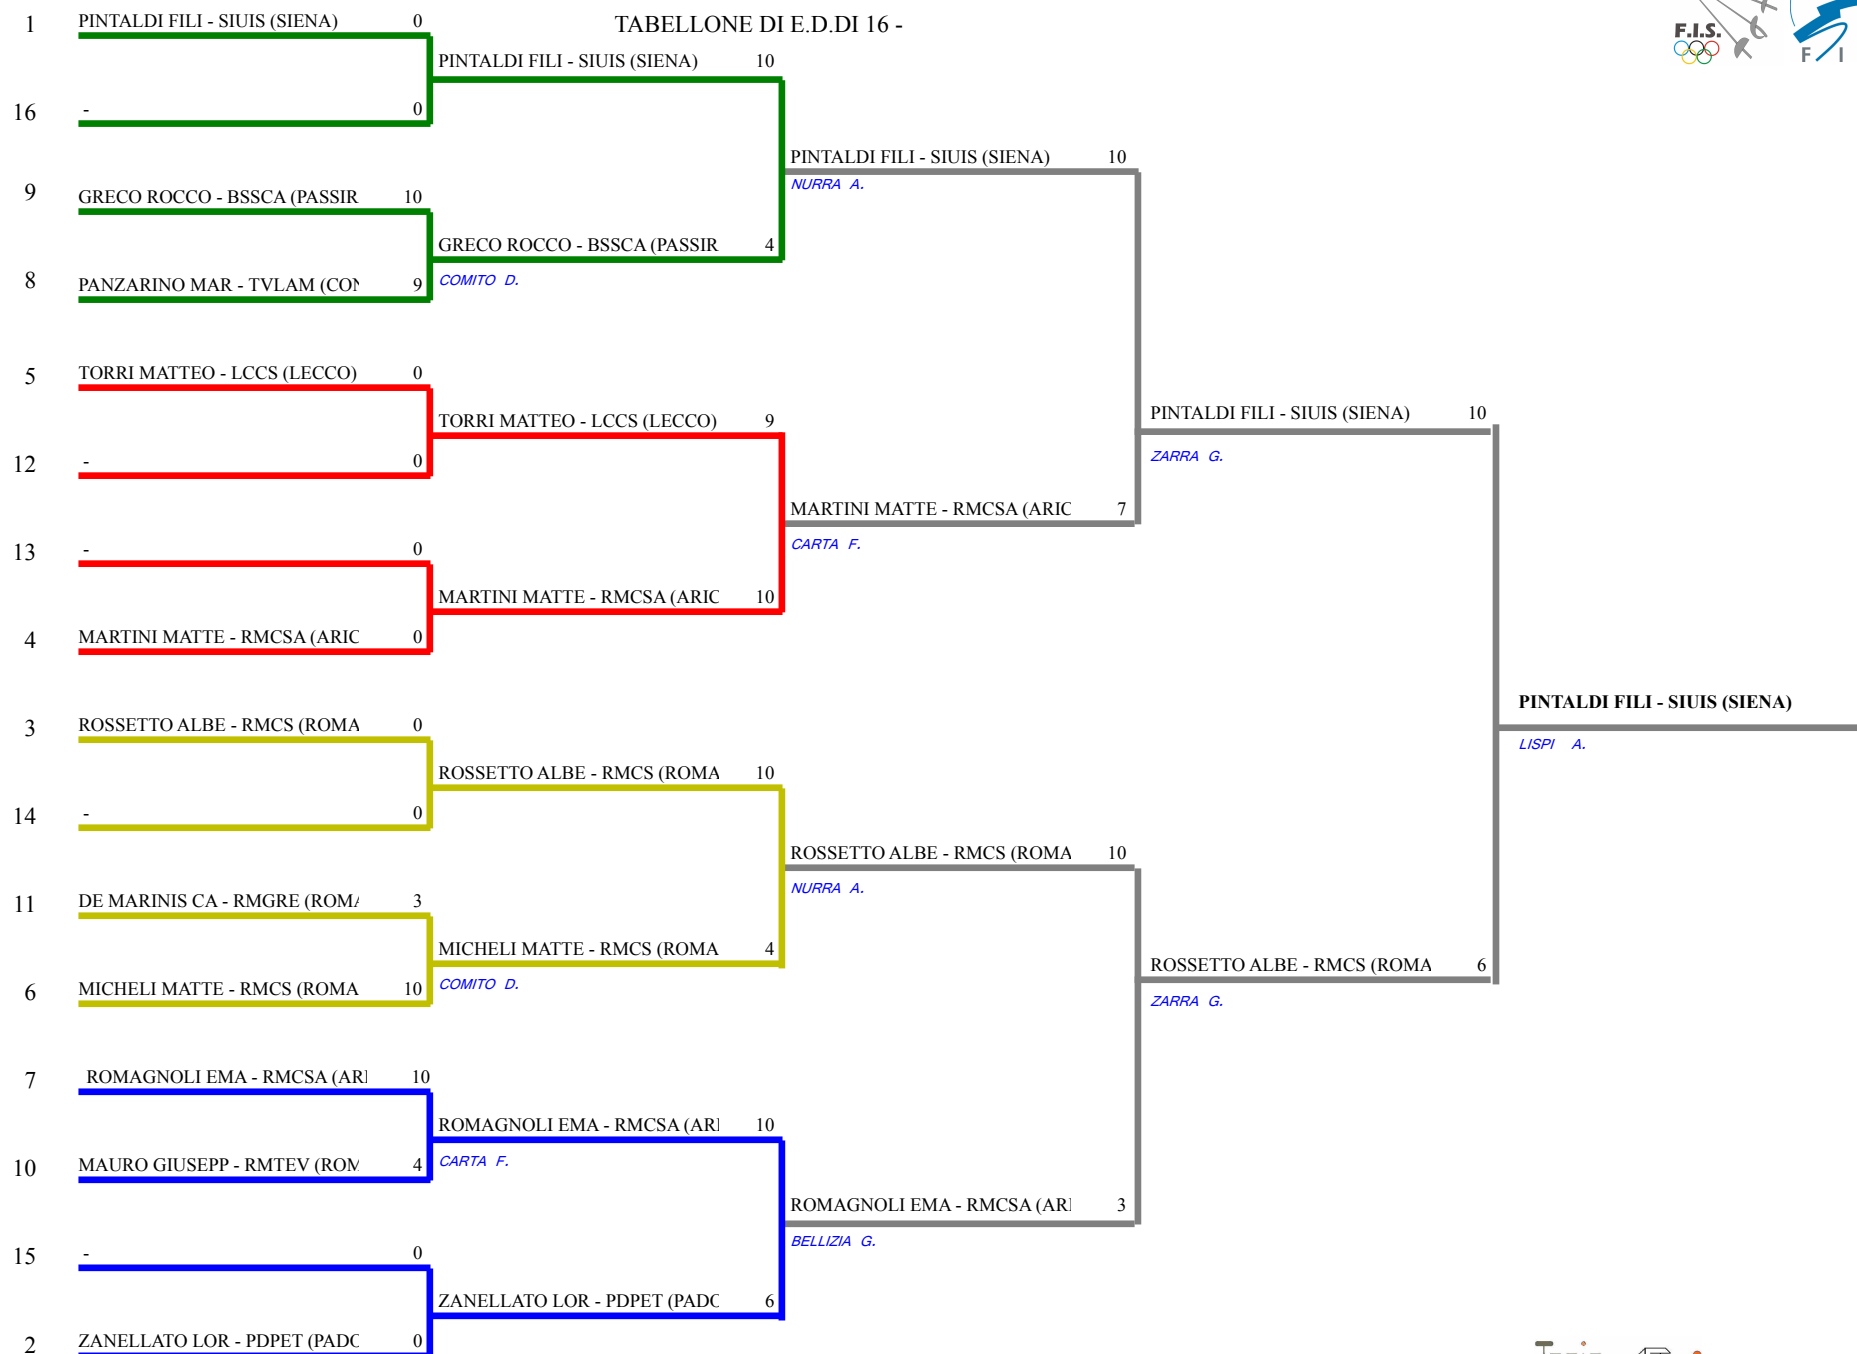 TABELLONE DI E.D.DI 16 -
F.I.S.
F I
1 PINTALDI FILI - SIUIS (SIENA) 0
PINTALDI FILI - SIUIS (SIENA) 10
16 - 0
PINTALDI FILI - SIUIS (SIENA) 10
NURRA A.
9 GRECO ROCCO - BSSCA (PASSIR 10
GRECO ROCCO - BSSCA (PASSIR 4
COMITO D.
8 PANZARINO MAR - TVLAM (CON 9
5 TORRI MATTEO - LCCS (LECCO) 0
TORRI MATTEO - LCCS (LECCO) 9
PINTALDI FILI - SIUIS (SIENA) 10
ZARRA G.
12 - 0
MARTINI MATTE - RMCSA (ARIC 7
CARTA F.
13 - 0
MARTINI MATTE - RMCSA (ARIC 10
4 MARTINI MATTE - RMCSA (ARIC 0
PINTALDI FILI - SIUIS (SIENA)
LISPI A.
3 ROSSETTO ALBE - RMCS (ROMA 0
ROSSETTO ALBE - RMCS (ROMA 10
14 - 0
ROSSETTO ALBE - RMCS (ROMA 10
NURRA A.
11 DE MARINIS CA - RMGRE (ROMA 3
MICHELI MATTE - RMCS (ROMA 4
COMITO D.
ROSSETTO ALBE - RMCS (ROMA 6
ZARRA G.
6 MICHELI MATTE - RMCS (ROMA 10
7 ROMAGNOLI EMA - RMCSA (ARI 10
ROMAGNOLI EMA - RMCSA (ARI 10
CARTA F.
10 MAURO GIUSEPP - RMTEV (ROM 4
ROMAGNOLI EMA - RMCSA (ARI 3
BELLIZIA G.
15 - 0
ZANELLATO LOR - PDPET (PADO 6
2 ZANELLATO LOR - PDPET (PADO 0